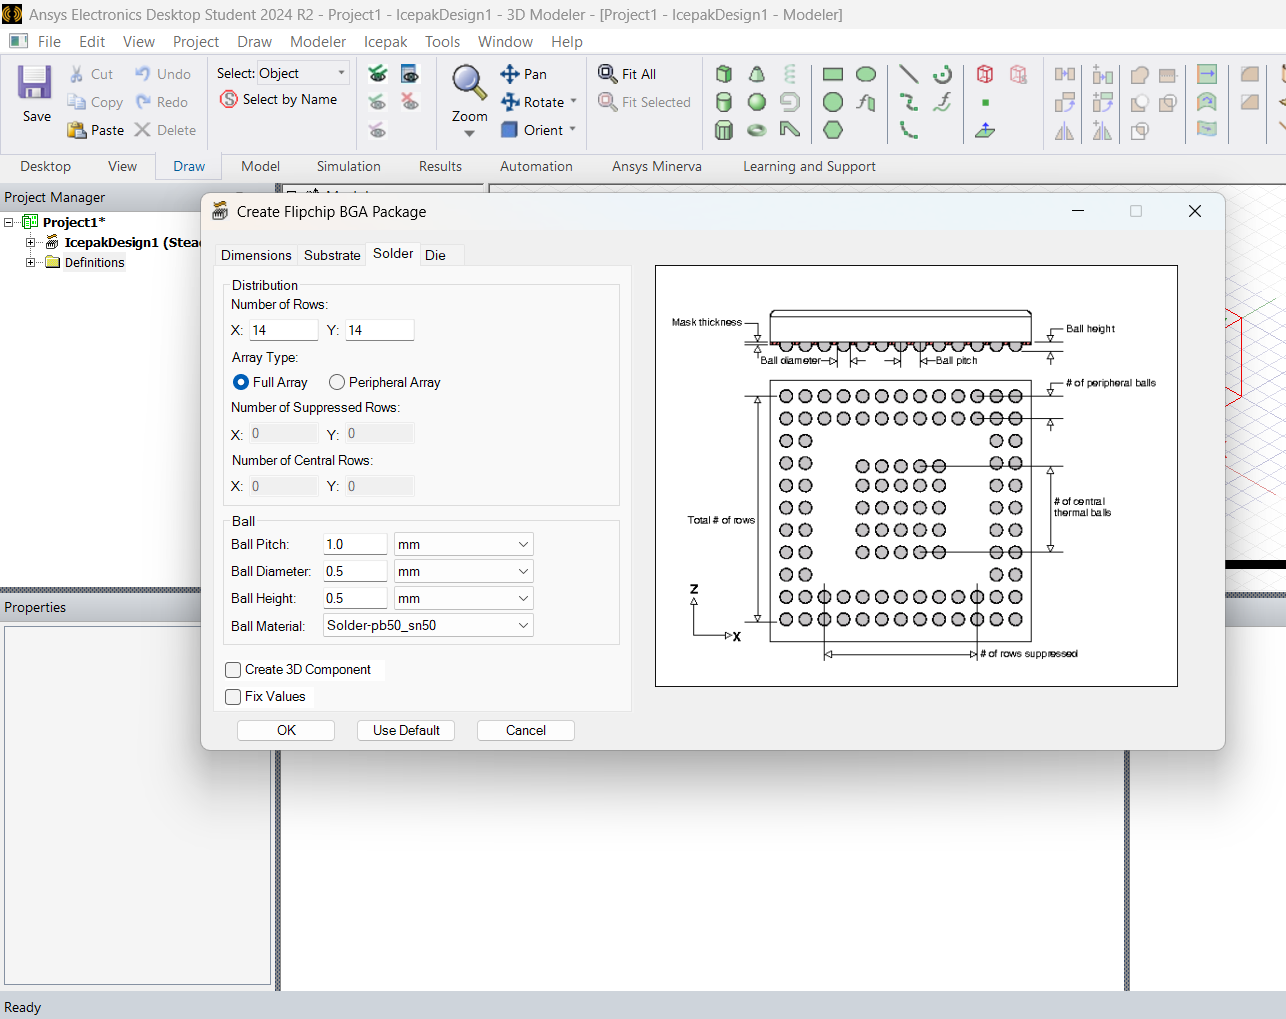 Ansys Electronics Desktop Student 2024 R2 - Project1 - IcepakDesign1 - 3D Modeler - [Project1 - IcepakDesign1 - Modeler]
File Edit View Project Draw Modeler Icepak Tools Window Help
Save
Cut
Copy
Paste
Undo
Redo
Delete
Select: Object
Select by Name
Zoom
Pan
Rotate
Orient
Fit All
Fit Selected
Desktop View Draw Model Simulation Results Automation Ansys Minerva Learning and Support
Project Manager
Project1*
IcepakDesign1 (Stea
Definitions
Properties
Create Flipchip BGA Package
Dimensions Substrate Solder Die
Distribution
Number of Rows:
X: 14 Y: 14
Array Type:
Full Array Peripheral Array
Number of Suppressed Rows:
X: 0 Y: 0
Number of Central Rows:
X: 0 Y: 0
Ball
Ball Pitch: 1.0 mm
Ball Diameter: 0.5 mm
Ball Height: 0.5 mm
Ball Material: Solder-pb50_sn50
Create 3D Component
Fix Values
OK Use Default Cancel
Mask thickness
Ball height
Ball diameter
Ball pitch
# of peripheral balls
Total # of rows
# of central
thermal balls
Z
X
# of rows suppressed
Ready